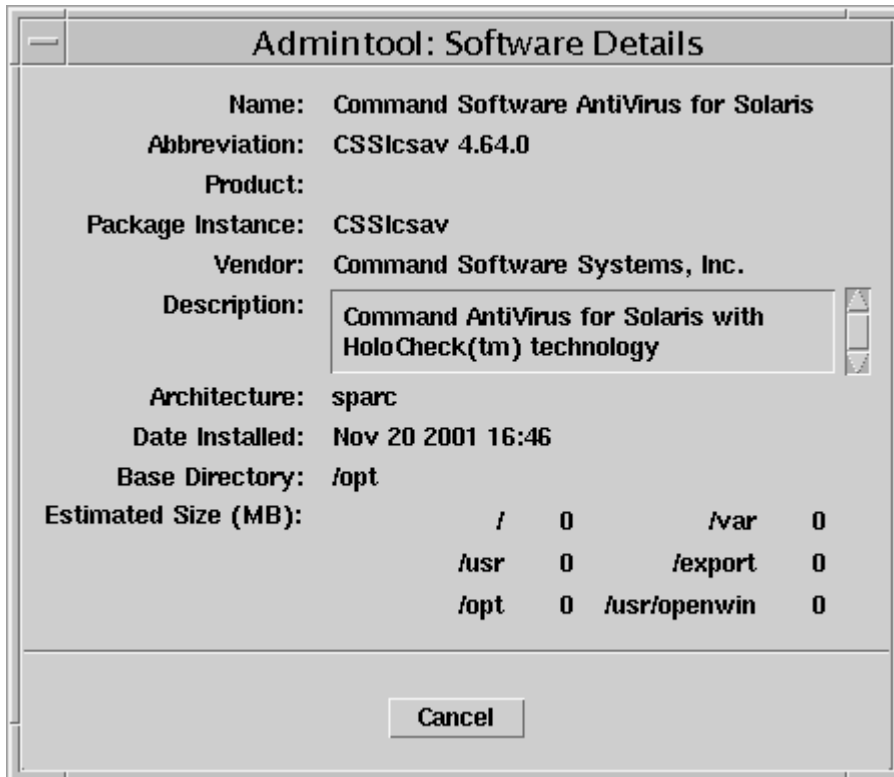 Admintool: Software Details
Name: Command Software AntiVirus for Solaris
Abbreviation: CSSIcsav 4.64.0
Product:
Package Instance: CSSIcsav
Vendor: Command Software Systems, Inc.
Description: Command AntiVirus for Solaris with
HoloCheck(tm) technology
Architecture: sparc
Date Installed: Nov 20 2001 16:46
Base Directory: /opt
Estimated Size (MB): / 0 /var 0
/usr 0 /export 0
/opt 0 /usr/openwin 0
Cancel